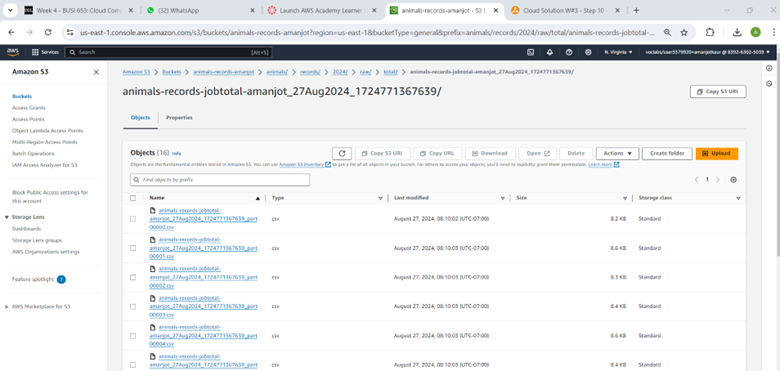 Week 4 - BUSI 653: Cloud Comp
(32) WhatsApp
Launch AWS Academy Learner
animals-records-amanjot - S3
Cloud Solution W#3 - Step 10 -
us-east-1.console.aws.amazon.com/s3/buckets/animals-records-amanjot?region=us-east-1&bucketType=general&prefix=animals/records/2024/raw/total/animals-records-jobtotal-...
aws
Services
Search
[Alt+S]
N. Virginia
Amazon S3
Buckets
Access Grants
Access Points
Object Lambda Access Points
Multi-Region Access Points
Batch Operations
IAM Access Analyzer for S3
Block Public Access settings for
this account
Storage Lens
Dashboards
Storage Lens groups
AWS Organizations settings
Feature spotlight 7
AWS Marketplace for S3
Amazon S3 > Buckets > animals-records-amanjot > animals/ > records/ > 2024/ > raw/ > total/ > animals-records-jobtotal-amanjot_27Aug2024_1724771367639/
animals-records-jobtotal-amanjot_27Aug2024_1724771367639/
Copy S3 URI
Objects
Properties
Objects (16) Info
Copy S3 URI
Copy URL
Download
Open
Delete
Actions
Create folder
Upload
Objects are the fundamental entities stored in Amazon S3. You can use Amazon S3 inventory to get a list of all objects in your bucket. For others to access your objects, you'll need to explicitly grant them permissions. Learn more
Find objects by prefix
1
Name
Type
Last modified
Size
Storage class
animals-records-jobtotal-
amanjot_27Aug2024_1724771367639_part
00000.csv
csv
August 27, 2024, 08:10:02 (UTC-07:00)
8.2 KB
Standard
animals-records-jobtotal-
amanjot_27Aug2024_1724771367639_part
00001.csv
csv
August 27, 2024, 08:10:03 (UTC-07:00)
8.6 KB
Standard
animals-records-jobtotal-
amanjot_27Aug2024_1724771367639_part
00002.csv
csv
August 27, 2024, 08:10:03 (UTC-07:00)
8.3 KB
Standard
animals-records-jobtotal-
amanjot_27Aug2024_1724771367639_part
00003.csv
csv
August 27, 2024, 08:10:03 (UTC-07:00)
8.4 KB
Standard
animals-records-jobtotal-
amanjot_27Aug2024_1724771367639_part
00004.csv
csv
August 27, 2024, 08:10:03 (UTC-07:00)
8.6 KB
Standard
animals-records-jobtotal-
amanjot_27Aug2024_1724771367639_part
csv
August 27, 2024, 08:10:03 (UTC-07:00)
8.4 KB
Standard